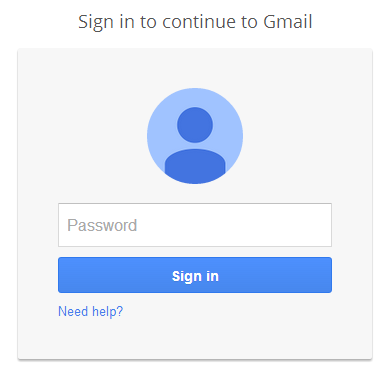 Sign in to continue to Gmail
Password
Sign in
Need help?